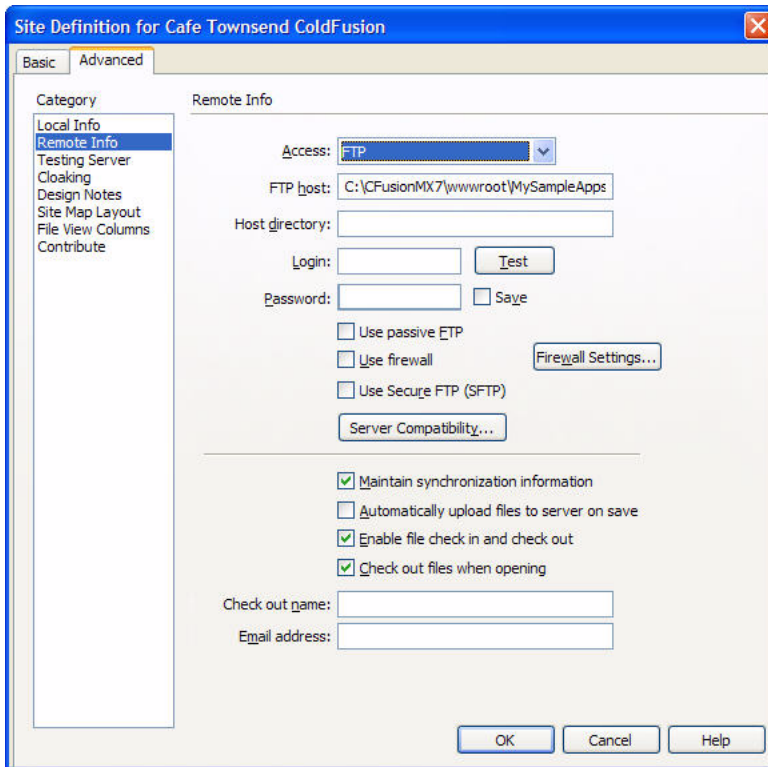 Site Definition for Cafe Townsend ColdFusion
Basic Advanced
Category Remote Info
Local Info
Remote Info
Testing Server
Cloaking
Design Notes
Site Map Layout
File View Columns
Contribute
Access: FTP
FTP host: C:\CFusionMX7\wwwroot\MySampleApps
Host directory:
Login: Test
Password: Save
Use passive FTP
Use firewall Firewall Settings...
Use Secure FTP (SFTP)
Server Compatibility...
Maintain synchronization information
Automatically upload files to server on save
Enable file check in and check out
Check out files when opening
Check out name:
Email address:
OK Cancel Help